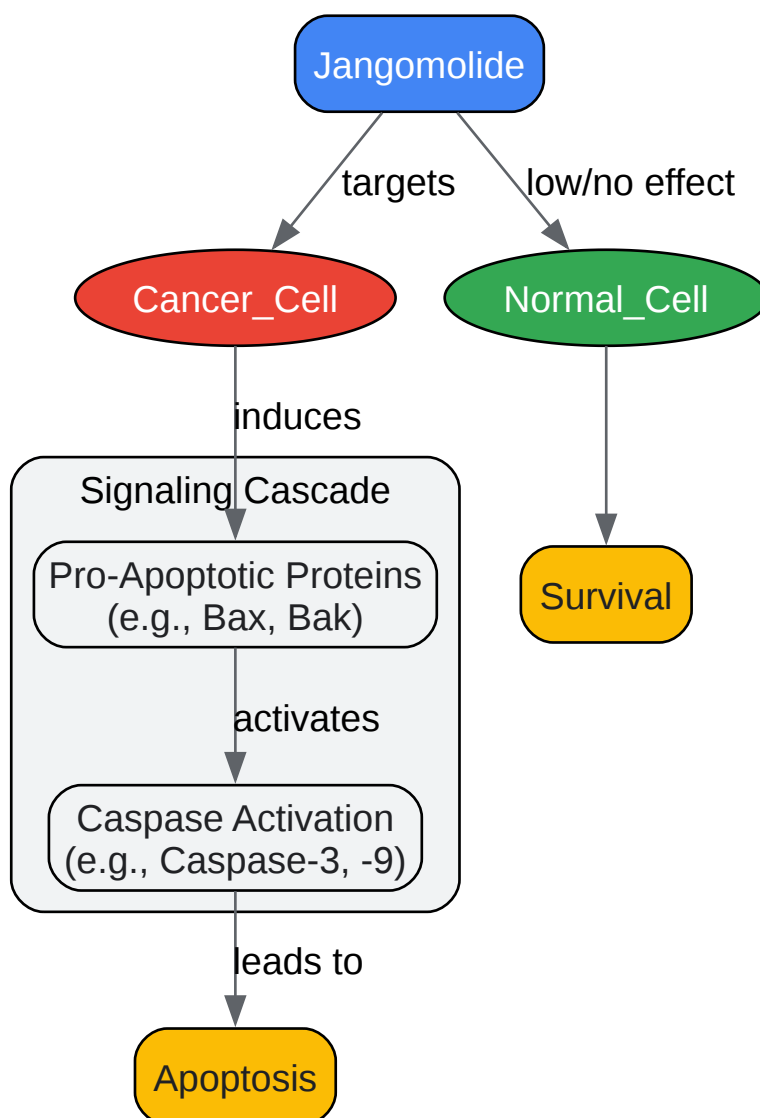 Jangomolide
targets
low/no effect
Cancer_Cell
Normal_Cell
induces
Signaling Cascade
Pro-Apoptotic Proteins
(e.g., Bax, Bak)
Survival
activates
Caspase Activation
(e.g., Caspase-3, -9)
leads to
Apoptosis